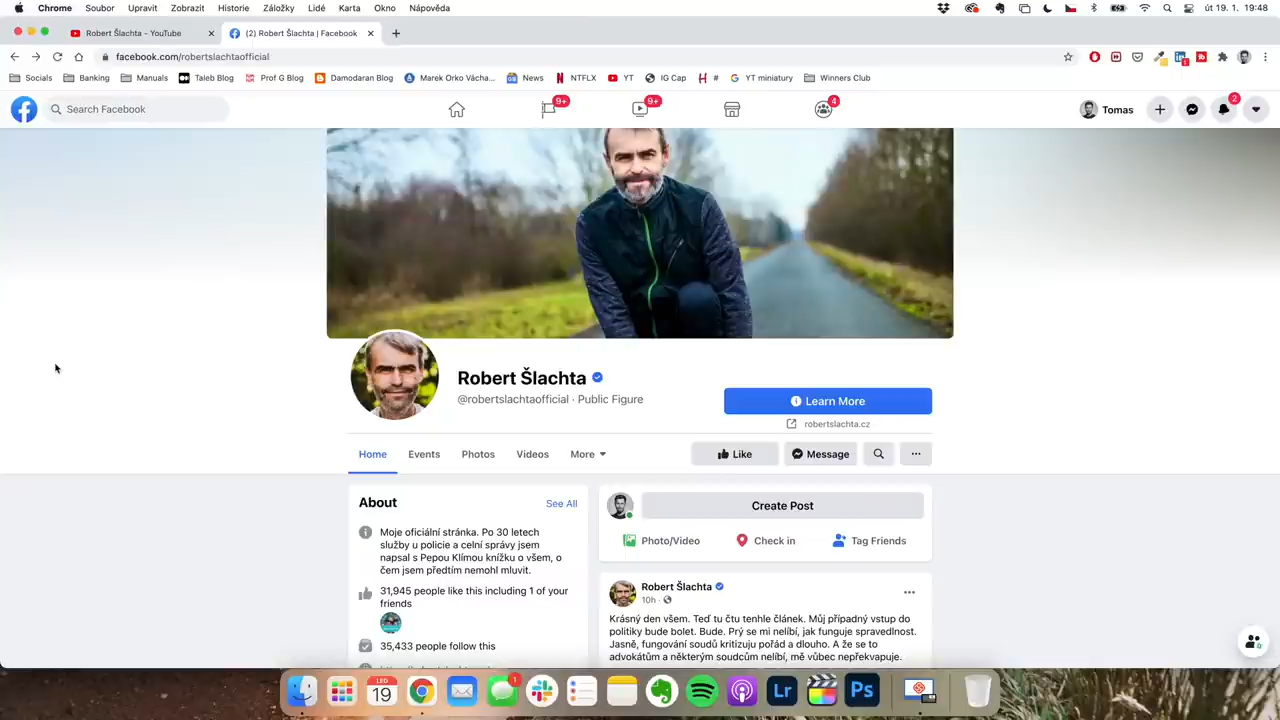 Chrome Soubor Upravit Zobrazit Historie Záložky Lidé Karta Okno Nápověda út 19. 1. 19:48
Robert Šlachta - YouTube (2) Robert Šlachta | Facebook
facebook.com/robertslachtaofficial
Socials Banking Manuals Taleb Blog Prof G Blog Damodaran Blog Marek Orko Vácha... News NTFLX YT IG Cap # YT miniatury Winners Club
Search Facebook 9+ 9+ 4 Tomas 2
Robert Šlachta
@robertslachtaofficial · Public Figure
Learn More
robertslachta.cz
Home Events Photos Videos More Like Message
About See All
Moje oficiální stránka. Po 30 letech
služby u policie a celní správy jsem
napsal s Pepou Klímou knížku o všem, o
čem jsem předtím nemohl mluvit.
31,945 people like this including 1 of your
friends
35,433 people follow this
Create Post
Photo/Video Check in Tag Friends
Robert Šlachta
10h ·
Krásný den všem. Teď tu čtu tenhle článek. Můj případný vstup do
politiky bude bolet. Bude. Prý se mi nelíbí, jak funguje spravedlnost.
Jasně, fungování soudů kritizuju pořád a dlouho. A že se to
advokátům a některým soudcům nelíbí, mě vůbec nepřekvapuje.
LED
19
1
Lr
Ps